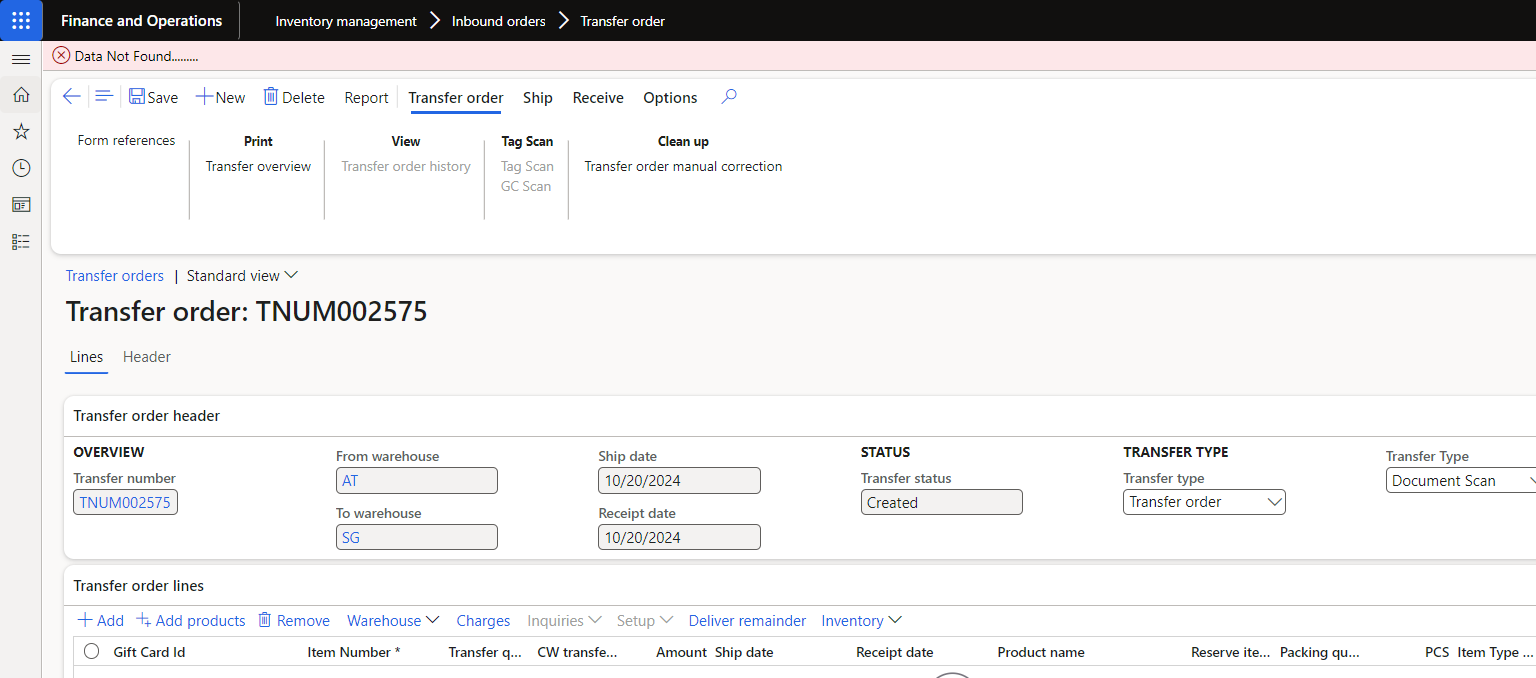 Finance and Operations
Inventory management > Inbound orders > Transfer order
Data Not Found.........
Save New Delete Report Transfer order Ship Receive Options
Form references
Print
Transfer overview
View
Transfer order history
Tag Scan
Tag Scan
GC Scan
Clean up
Transfer order manual correction
Transfer orders | Standard view
Transfer order: TNUM002575
Lines Header
Transfer order header
OVERVIEW
Transfer number
TNUM002575
From warehouse
AT
To warehouse
SG
Ship date
10/20/2024
Receipt date
10/20/2024
STATUS
Transfer status
Created
TRANSFER TYPE
Transfer type
Transfer order
Transfer Type
Document Scan
Transfer order lines
Add Add products Remove Warehouse Charges Inquiries Setup Deliver remainder Inventory
Gift Card Id Item Number * Transfer q... CW transfe... Amount Ship date Receipt date Product name Reserve ite... Packing qu... PCS Item Type ...